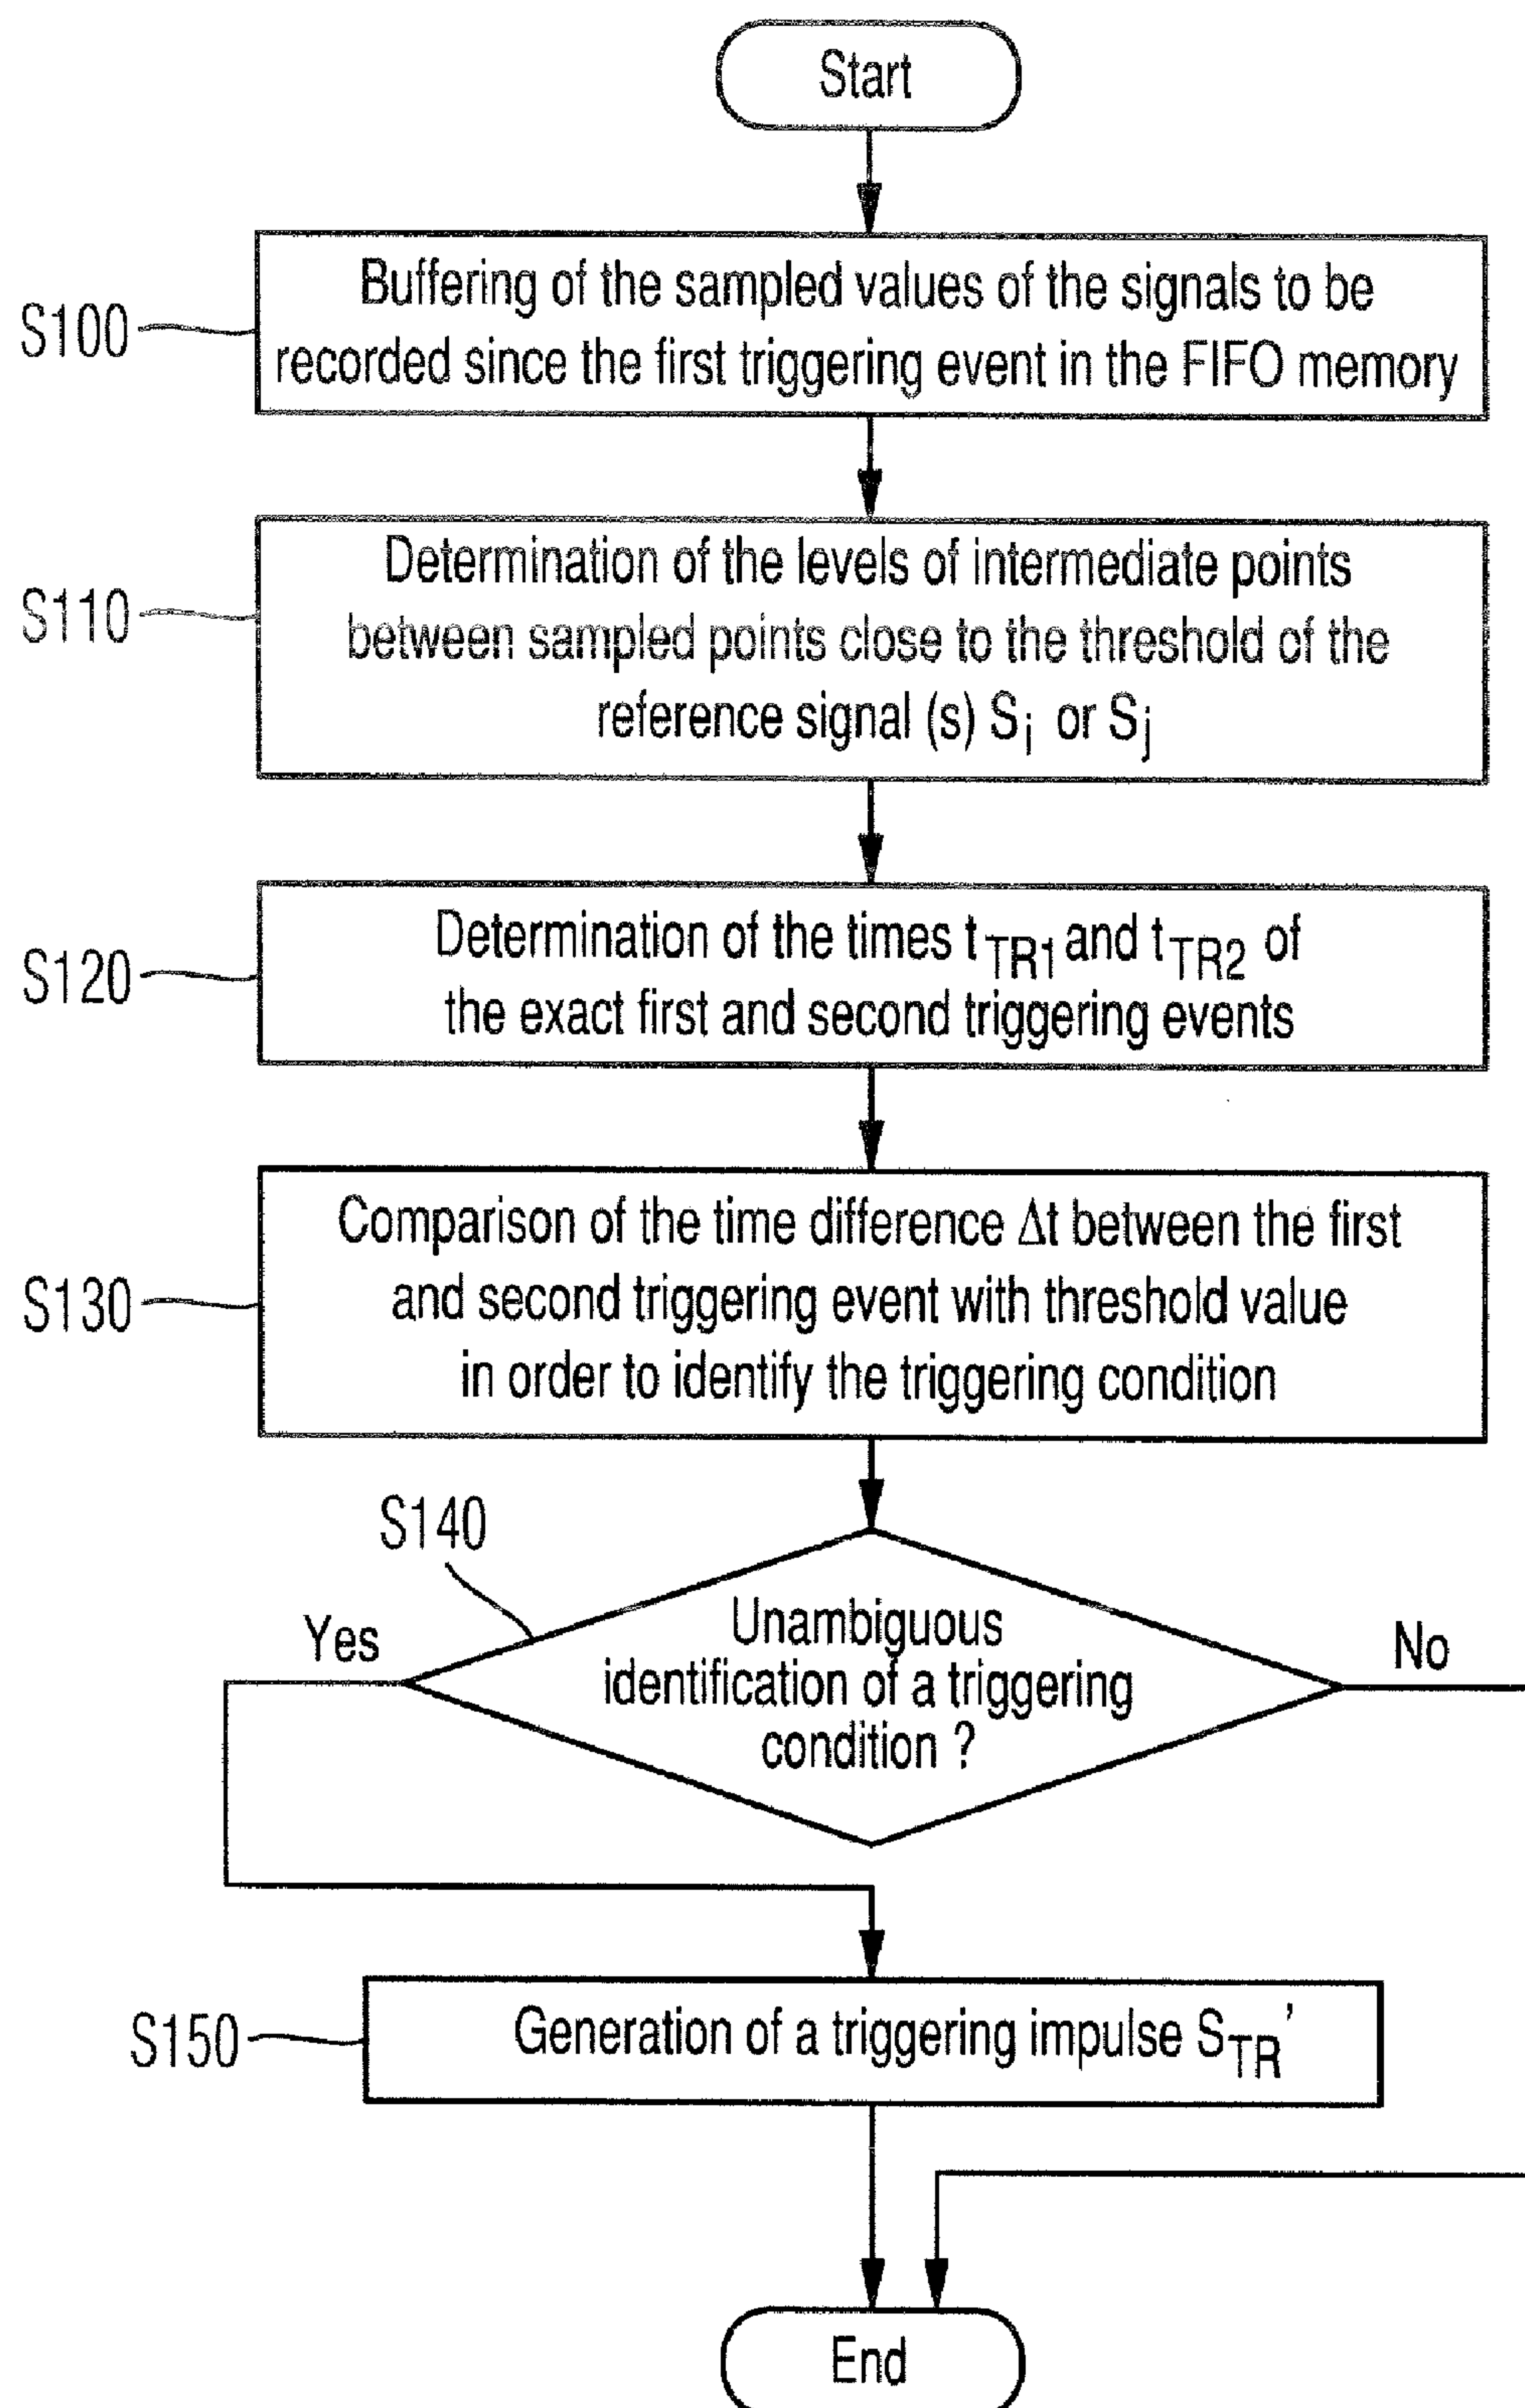 Start
S100
Buffering of the sampled values of the signals to be
recorded since the first triggering event in the FIFO memory
S110
Determination of the levels of intermediate points
between sampled points close to the threshold of the
reference signal (s) Si or Sj
S120
Determination of the times tTR1 and tTR2 of
the exact first and second triggering events
S130
Comparison of the time difference Δt between the first
and second triggering event with threshold value
in order to identify the triggering condition
S140
Yes
No
Unambiguous
identification of a triggering
condition ?
S150
Generation of a triggering impulse STR'
End